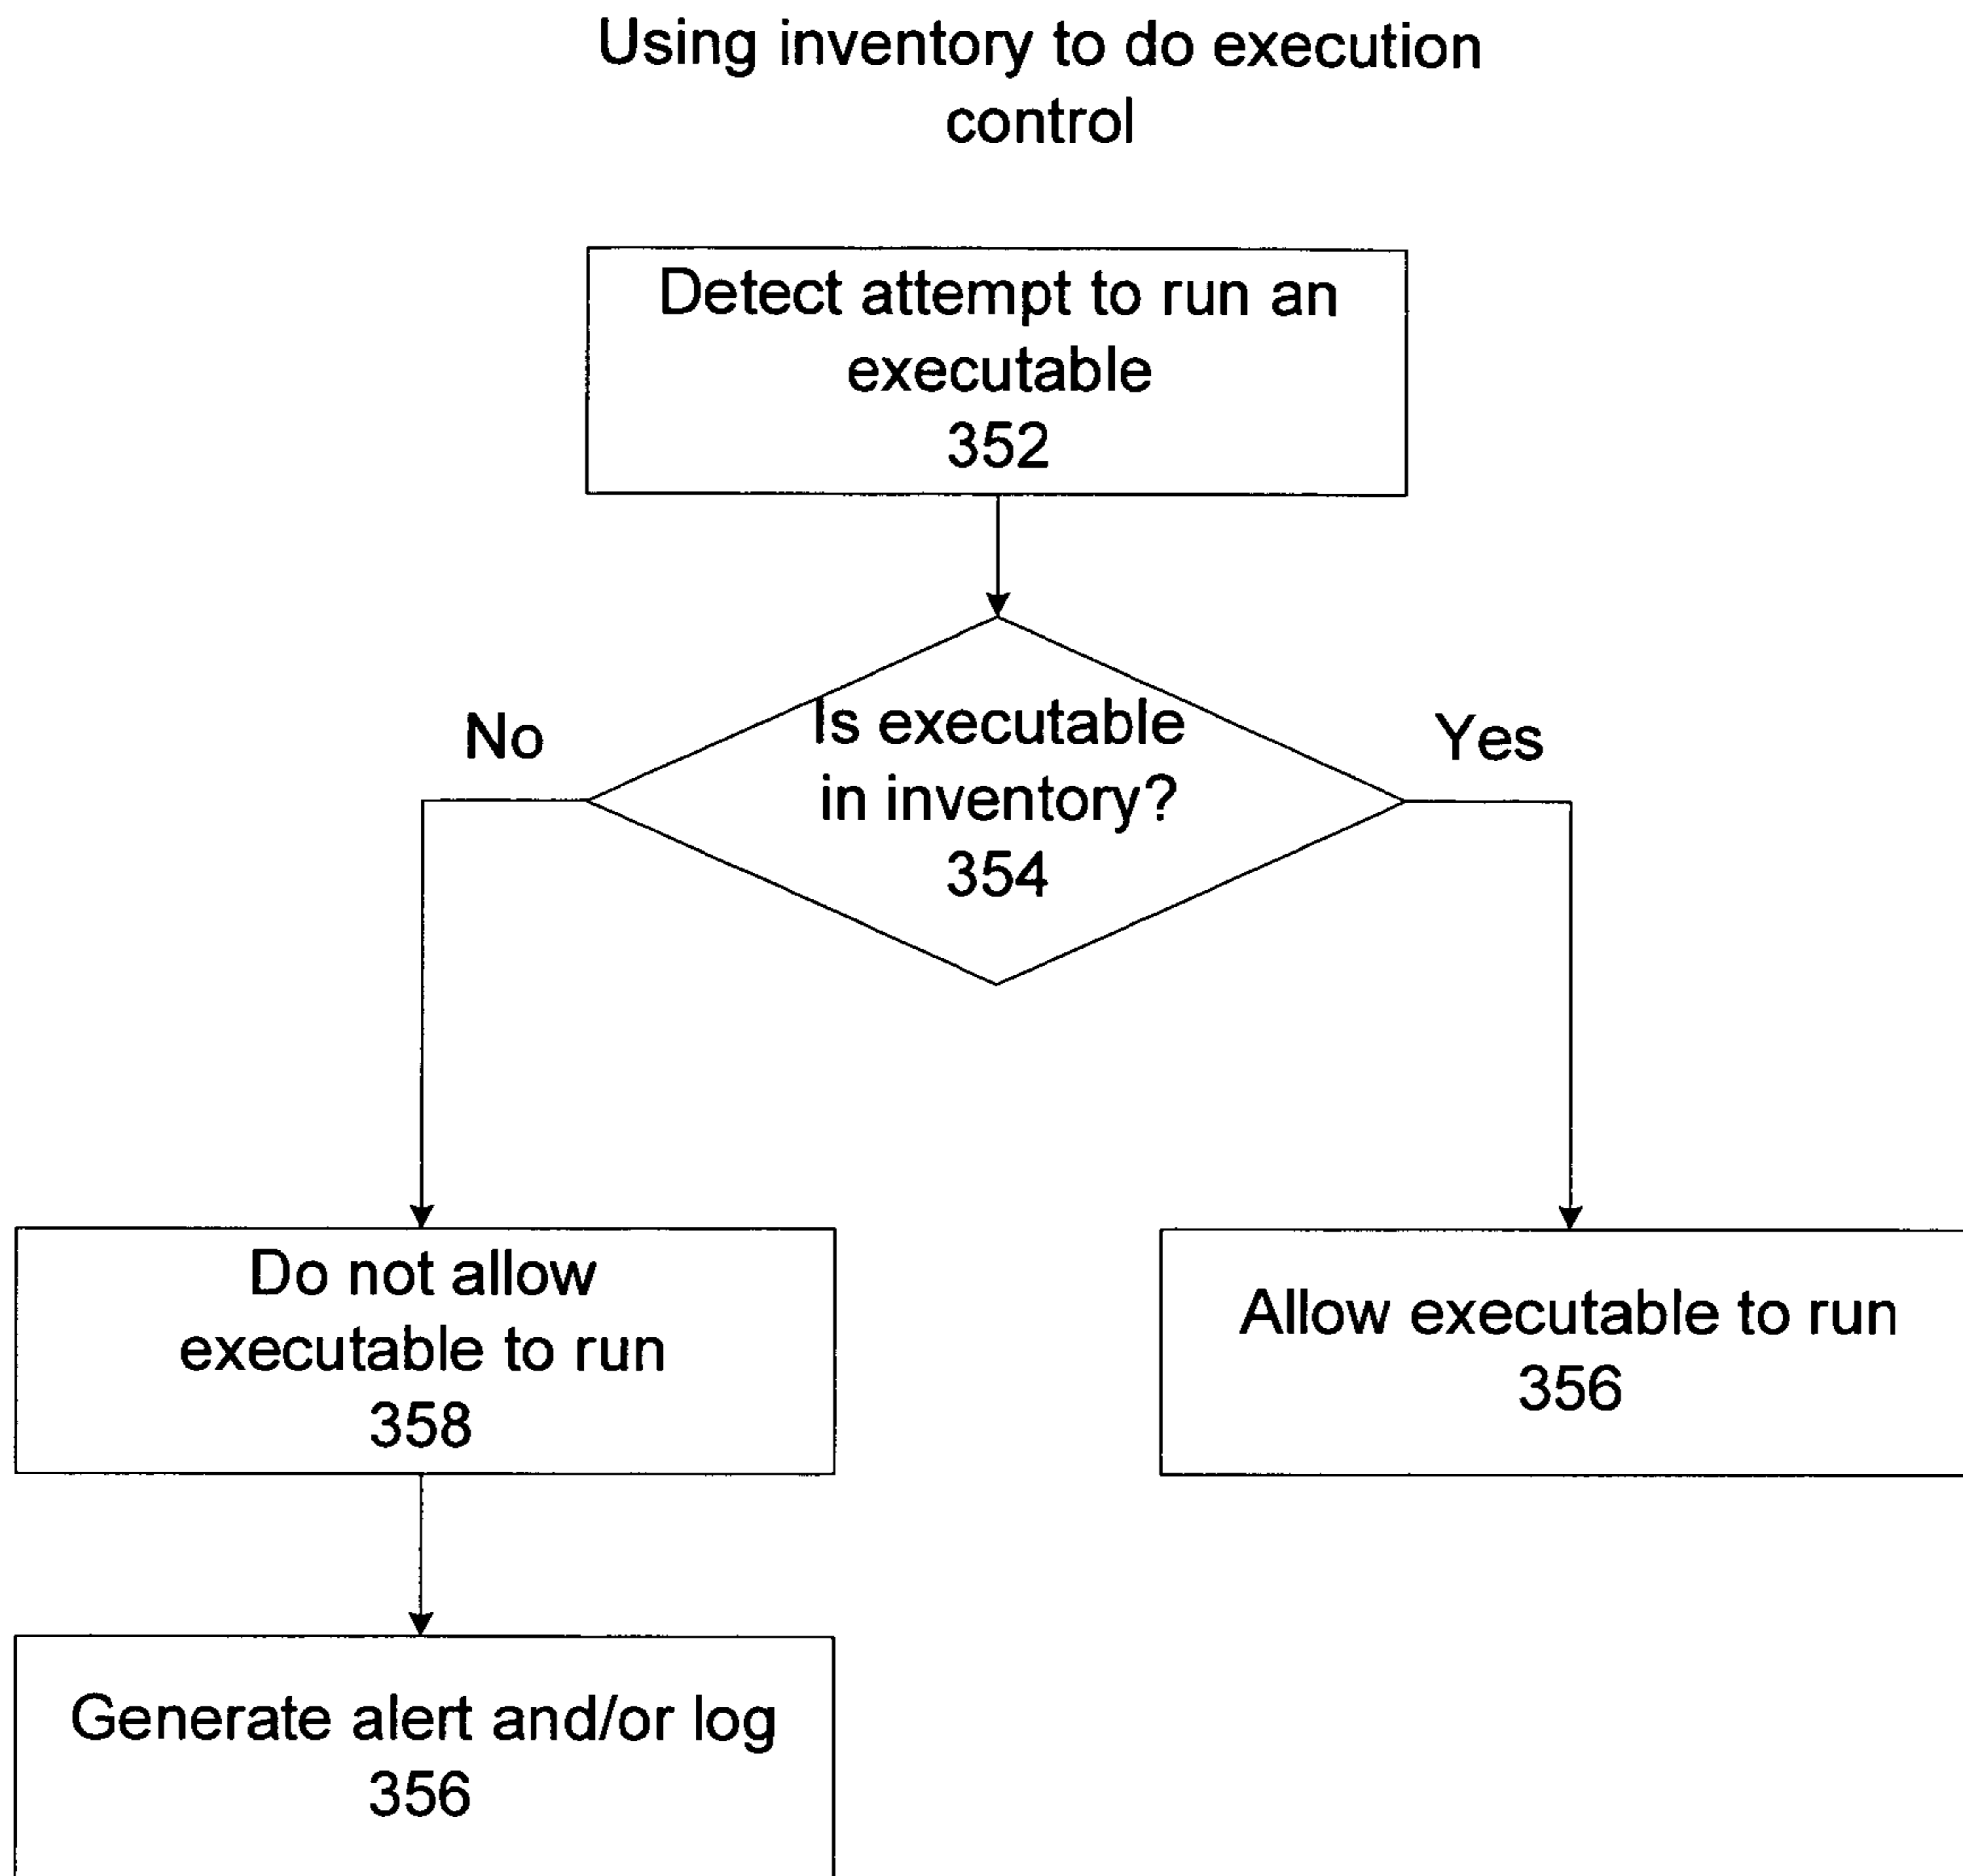 Using inventory to do execution
control
Detect attempt to run an
executable
352
Is executable
in inventory?
354
No
Yes
Do not allow
executable to run
358
Allow executable to run
356
Generate alert and/or log
356